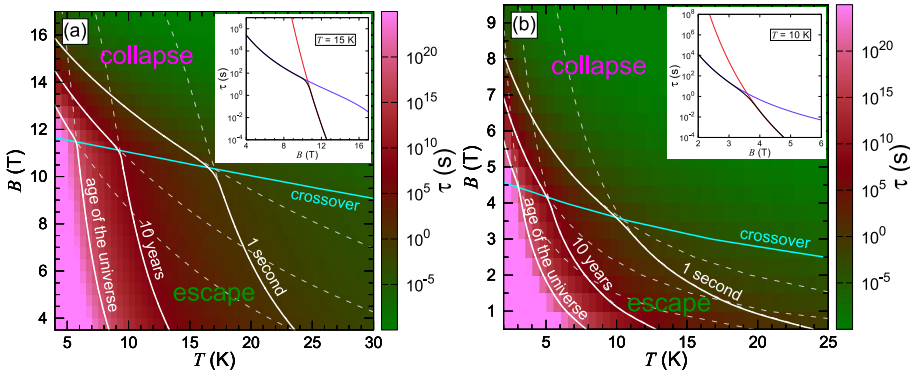 (a)
collapse
T = 15 K
τ (s)
10^6
10^4
10^2
10^0
10^-2
10^-4
4
8
12
16
B (T)
16
14
12
10
8
6
4
B (T)
5
10
15
20
25
30
T (K)
crossover
age of the universe
10 years
1 second
escape
10^20
10^15
10^10
10^5
10^0
10^-5
τ (s)
(b)
collapse
T = 10 K
τ (s)
10^6
10^4
10^2
10^0
10^-2
10^-4
2
3
4
5
6
B (T)
9
8
7
6
5
4
3
2
1
B (T)
5
10
15
20
25
T (K)
crossover
age of the universe
10 years
1 second
escape
10^20
10^15
10^10
10^5
10^0
10^-5
τ (s)